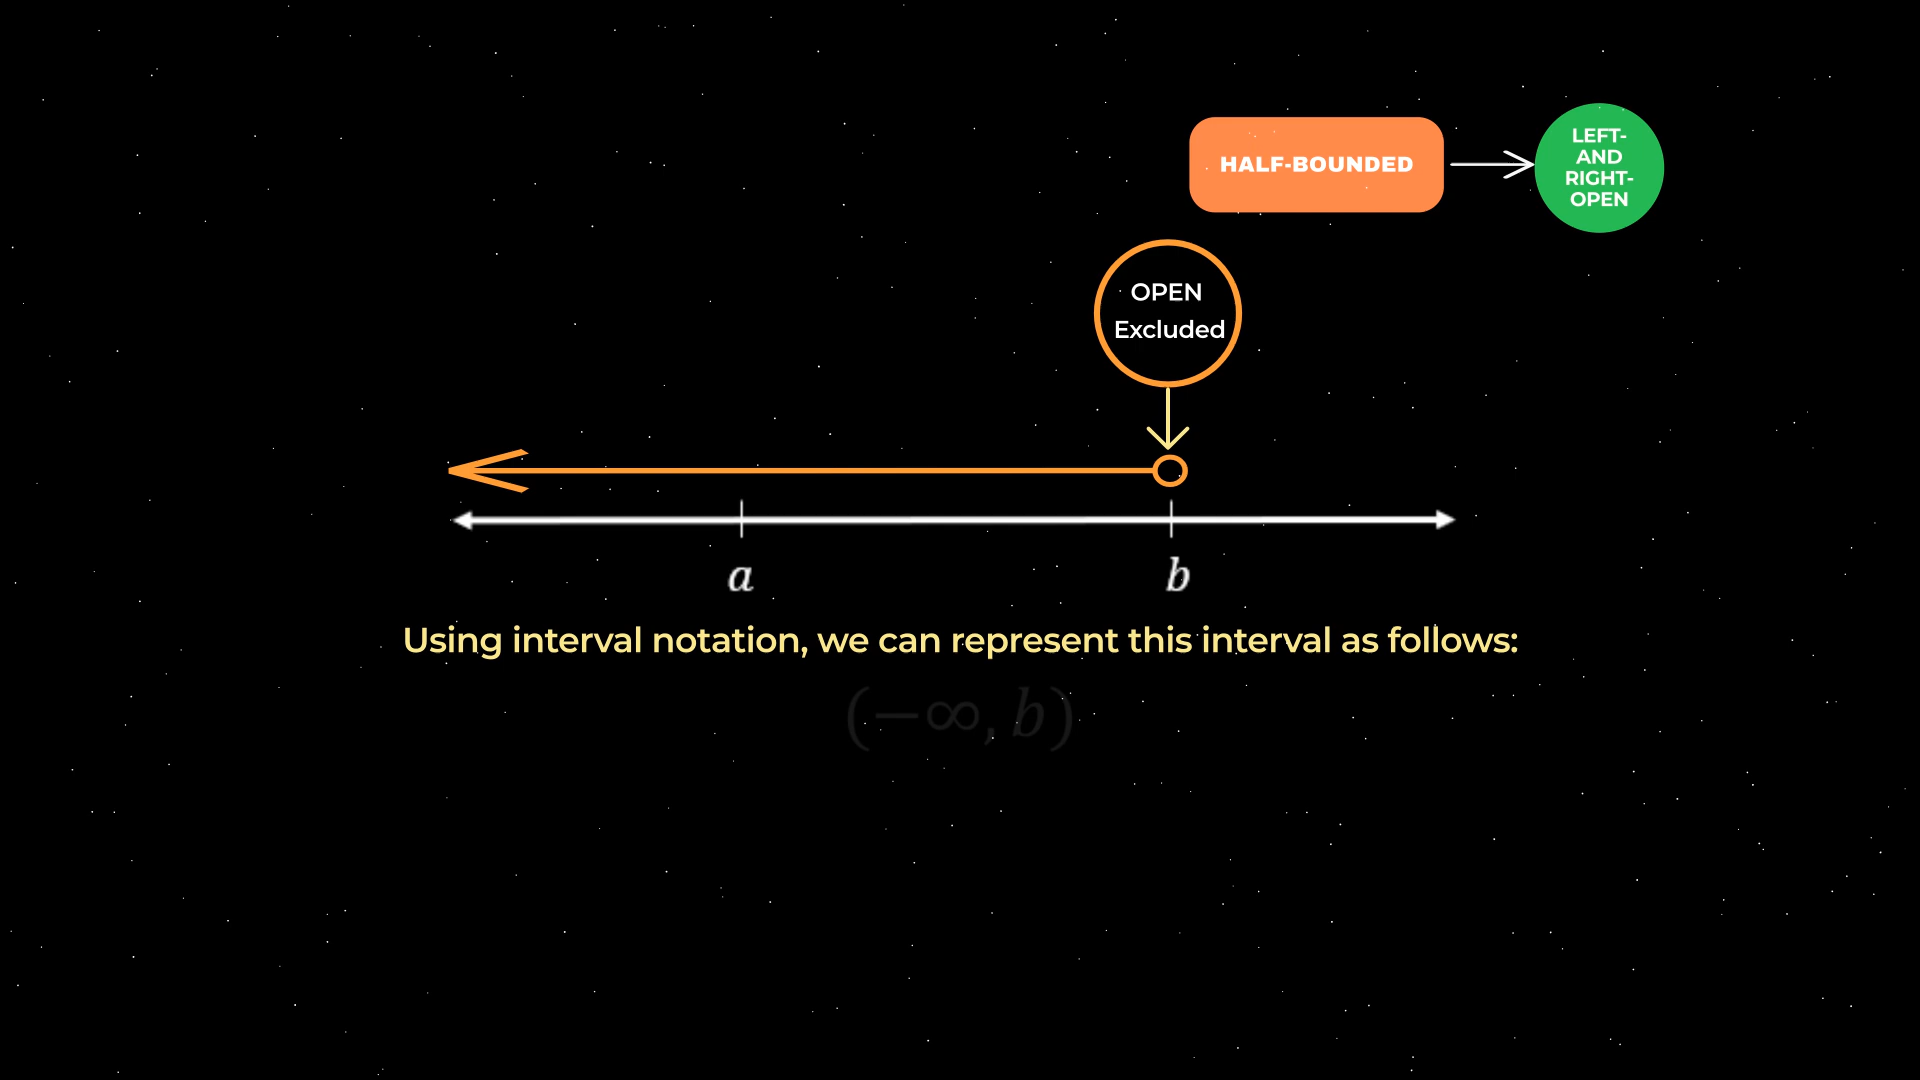 HALF-BOUNDED
LEFT-
AND
RIGHT-
OPEN
OPEN
Excluded
a
b
Using interval notation, we can represent this interval as follows:
(−∞, b)